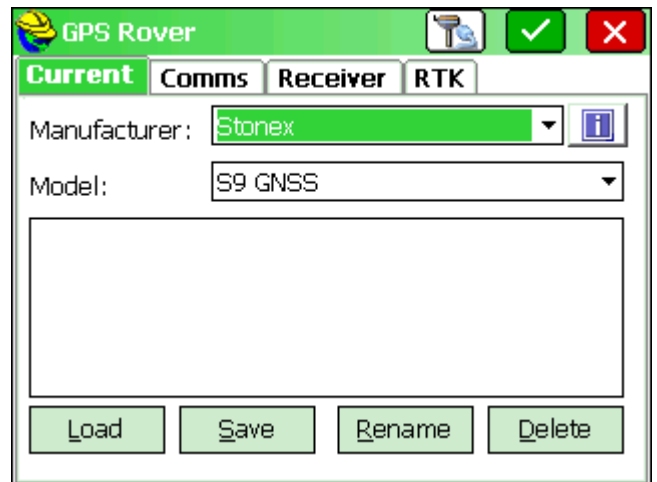 GPS Rover
Current Comms Receiver RTK
Manufacturer: Stonex
Model: S9 GNSS
Load Save Rename Delete